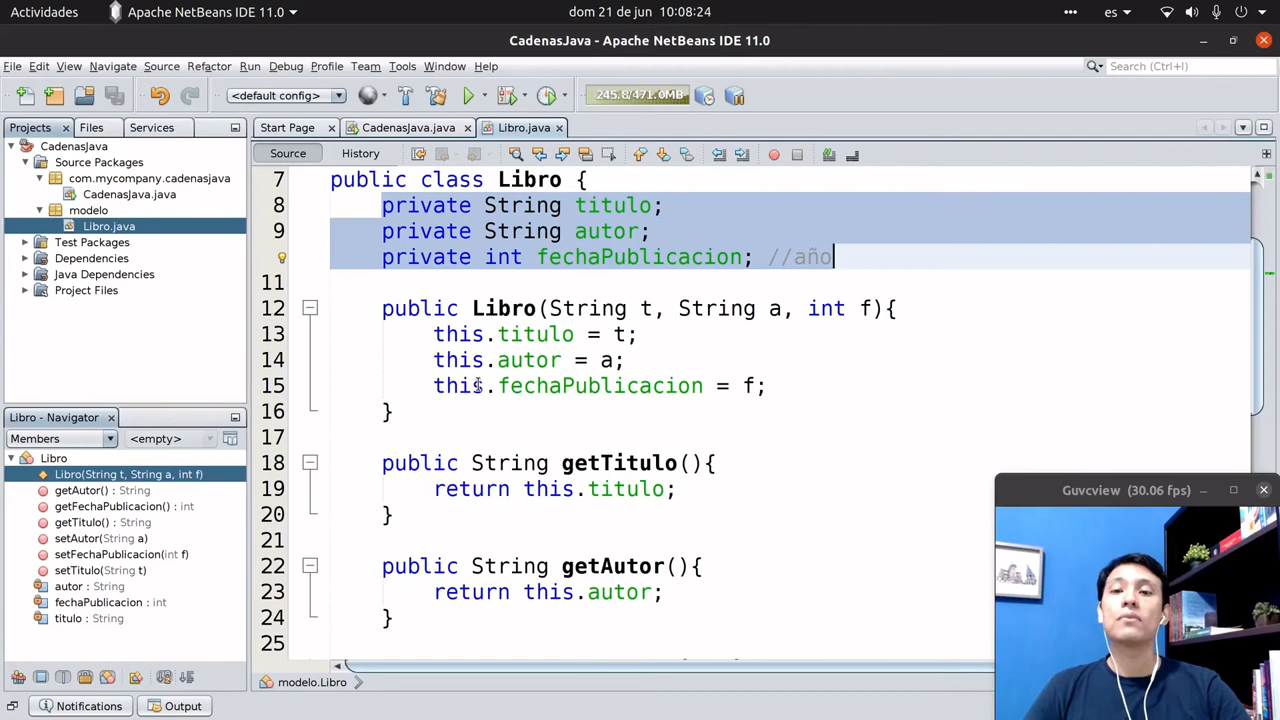 Actividades
Apache NetBeans IDE 11.0
dom 21 de jun 10:08:24
es
CadenasJava - Apache NetBeans IDE 11.0
File Edit View Navigate Source Refactor Run Debug Profile Team Tools Window Help
Search (Ctrl+I)
<default config>
245.8/471.0MB
Projects
Files
Services
Start Page
CadenasJava.java
Libro.java
CadenasJava
Source Packages
com.mycompany.cadenasjava
CadenasJava.java
modelo
Libro.java
Test Packages
Dependencies
Java Dependencies
Project Files
Source
History
7 public class Libro {
8 private String titulo;
9 private String autor;
private int fechaPublicacion; //año
11
12 public Libro(String t, String a, int f){
13 this.titulo = t;
14 this.autor = a;
15 this.fechaPublicacion = f;
16 }
17
18 public String getTitulo(){
19 return this.titulo;
20 }
21
22 public String getAutor(){
23 return this.autor;
24 }
25
Libro - Navigator
Members
<empty>
Libro
Libro(String t, String a, int f)
getAutor() : String
getFechaPublicacion() : int
getTitulo() : String
setAutor(String a)
setFechaPublicacion(int f)
setTitulo(String t)
autor : String
fechaPublicacion : int
titulo : String
modelo.Libro
Notifications
Output
Guvcview (30.06 fps)